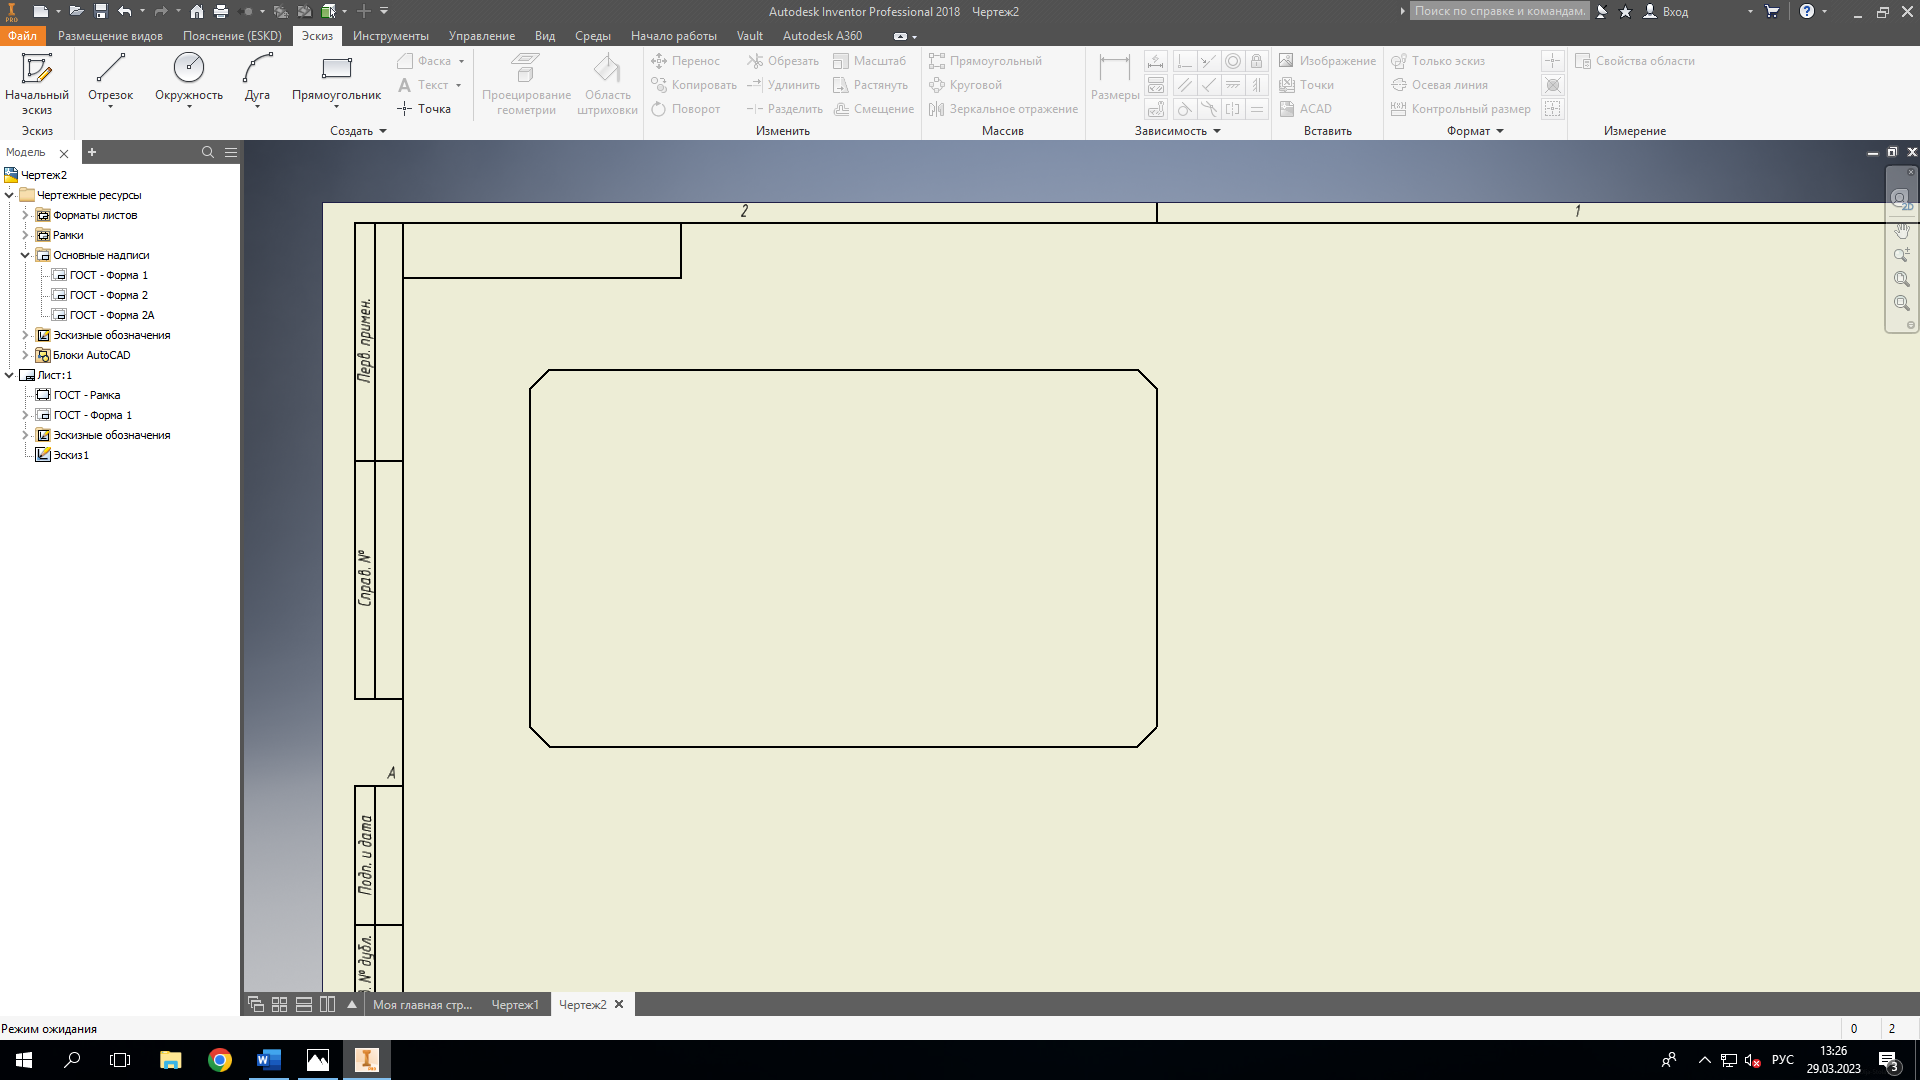 PRO
Autodesk Inventor Professional 2018 Чертеж2
Поиск по справке и командам.
Вход
Файл Размещение видов Пояснение (ESKD) Эскиз Инструменты Управление Вид Среды Начало работы Vault Autodesk A360
Начальный эскиз
Отрезок
Окружность
Дуга
Прямоугольник
Фаска
Текст
Точка
Проецирование геометрии
Область штриховки
Перенос
Копировать
Поворот
Обрезать
Удлинить
Разделить
Масштаб
Растянуть
Смещение
Прямоугольный
Круговой
Зеркальное отражение
Размеры
Изображение
Точки
ACAD
Только эскиз
Осевая линия
Контрольный размер
Свойства области
Эскиз Создать Изменить Массив Зависимость Вставить Формат Измерение
Модель
Чертеж2
Чертежные ресурсы
Форматы листов
Рамки
Основные надписи
ГОСТ - Форма 1
ГОСТ - Форма 2
ГОСТ - Форма 2А
Эскизные обозначения
Блоки AutoCAD
Лист:1
ГОСТ - Рамка
ГОСТ - Форма 1
Эскизные обозначения
Эскиз1
2
1
2D
Перв. примен.
Справ. №
А
Подп. и дата
№ дубл.
Моя главная стр... Чертеж1 Чертеж2
Режим ожидания
0 2
РУС
13:26
29.03.2023
3